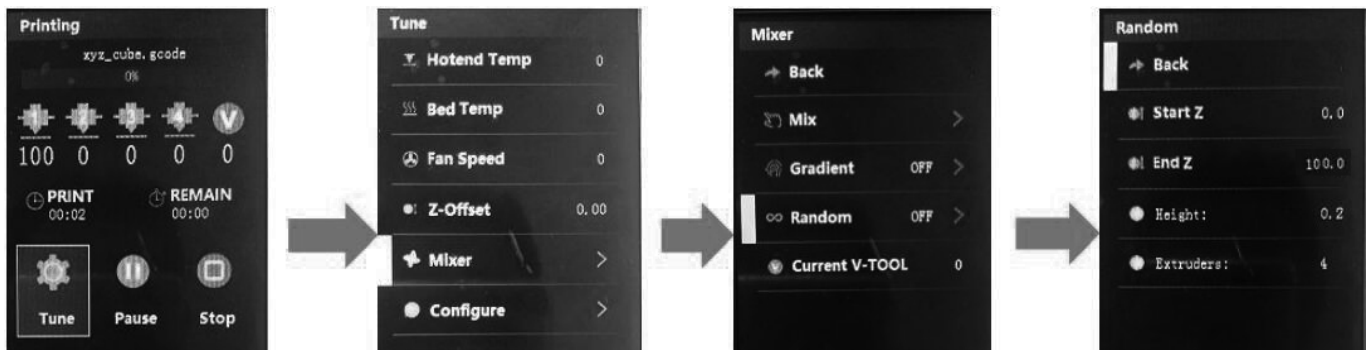 Printing
xyz_cube.gcode
0%
1 2 3 4 V
100 0 0 0 0
PRINT
00:02
REMAIN
00:00
Tune Pause Stop
Tune
Hotend Temp 0
Bed Temp 0
Fan Speed 0
Z-Offset 0.00
Mixer >
Configure >
Mixer
Back
Mix >
Gradient OFF >
Random OFF >
V Current V-TOOL 0
Random
Back
Start Z 0.0
End Z 100.0
Height: 0.2
Extruders: 4